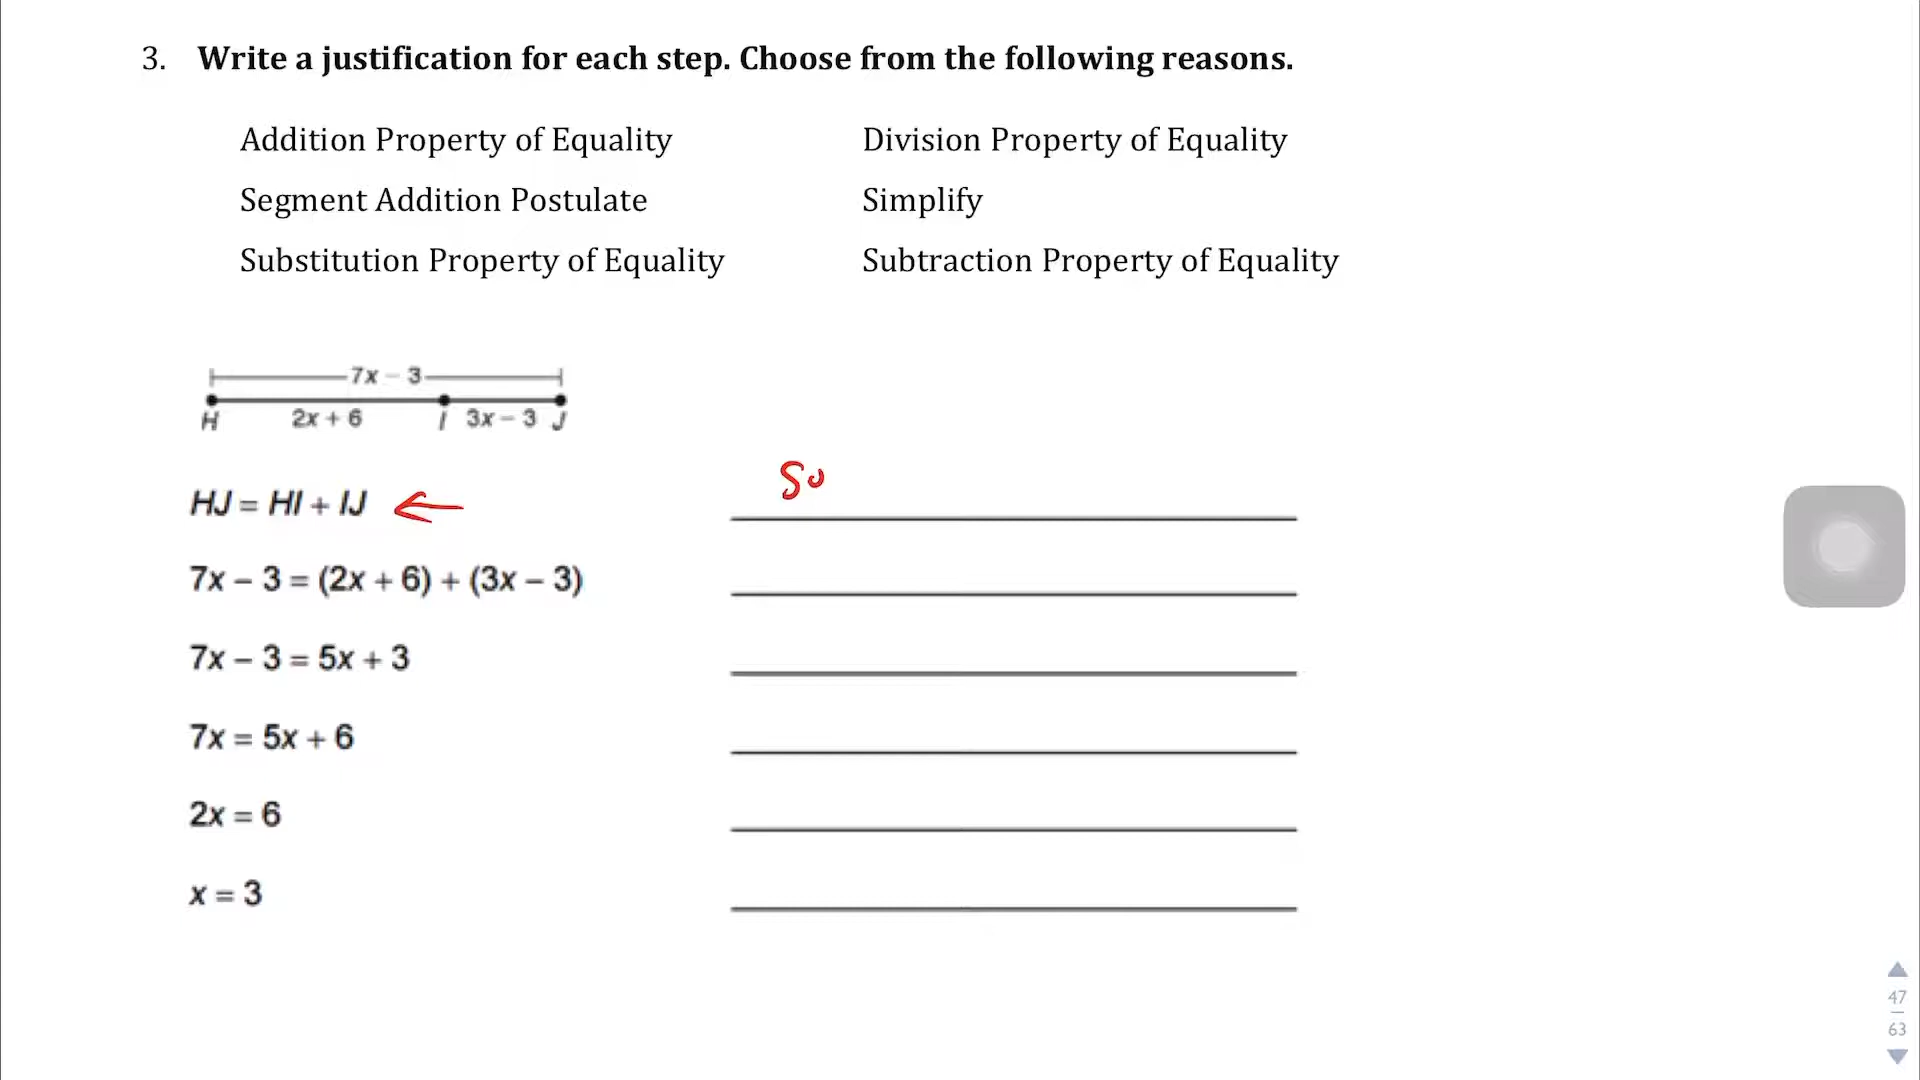 3. Write a justification for each step. Choose from the following reasons.
Addition Property of Equality Division Property of Equality
Segment Addition Postulate Simplify
Substitution Property of Equality Subtraction Property of Equality
7x – 3
H 2x + 6 I 3x – 3 J
HJ = HI + IJ
7x – 3 = (2x + 6) + (3x – 3)
7x – 3 = 5x + 3
7x = 5x + 6
2x = 6
x = 3
47
63